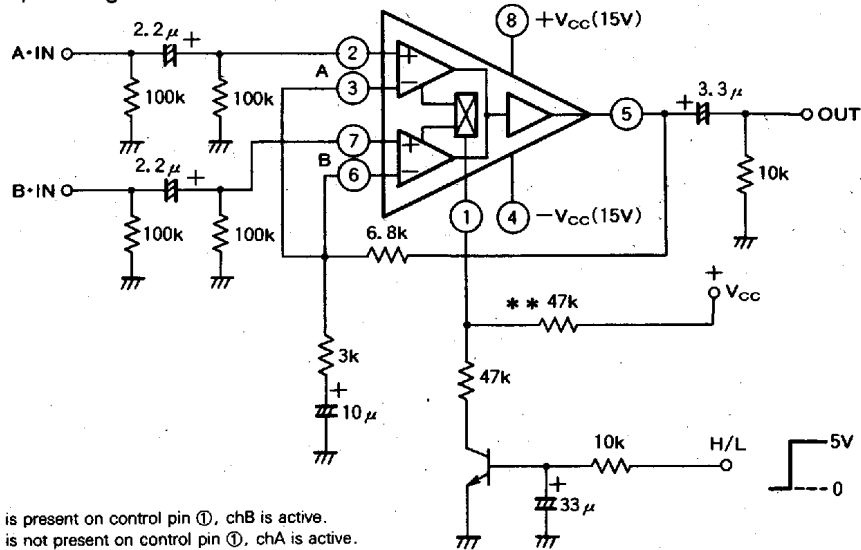 A·IN
2.2μ +
100k
100k
2
3
A
7
6
B
+
−
+
−
8
+VCC(15V)
5
+
3.3μ
OUT
10k
B·IN
2.2μ +
100k
100k
1
4
−VCC(15V)
6.8k
** 47k
+
VCC
3k
+
10μ
47k
10k
H/L
5V
0
+
33μ
is present on control pin ①, chB is active.
is not present on control pin ①, chA is active.